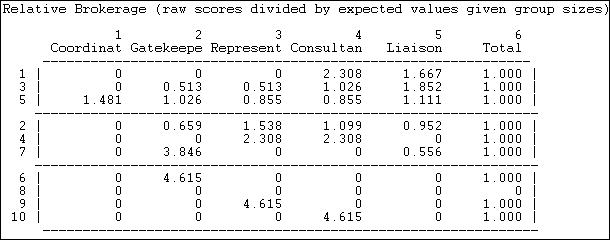 Relative Brokerage (raw scores divided by expected values given group sizes)
1 2 3 4 5 6
Coordinat Gatekeepe Represent Consultan Liaison Total
1 | 0 0 0 2.308 1.667 1.000 |
3 | 0 0.513 0.513 1.026 1.852 1.000 |
5 | 1.481 1.026 0.855 0.855 1.111 1.000 |
2 | 0 0.659 1.538 1.099 0.952 1.000 |
4 | 0 0 2.308 2.308 0 1.000 |
7 | 0 3.846 0 0 0.556 1.000 |
6 | 0 4.615 0 0 0 1.000 |
8 | 0 0 0 0 0 0 |
9 | 0 0 4.615 0 0 1.000 |
10 | 0 0 0 4.615 0 1.000 |